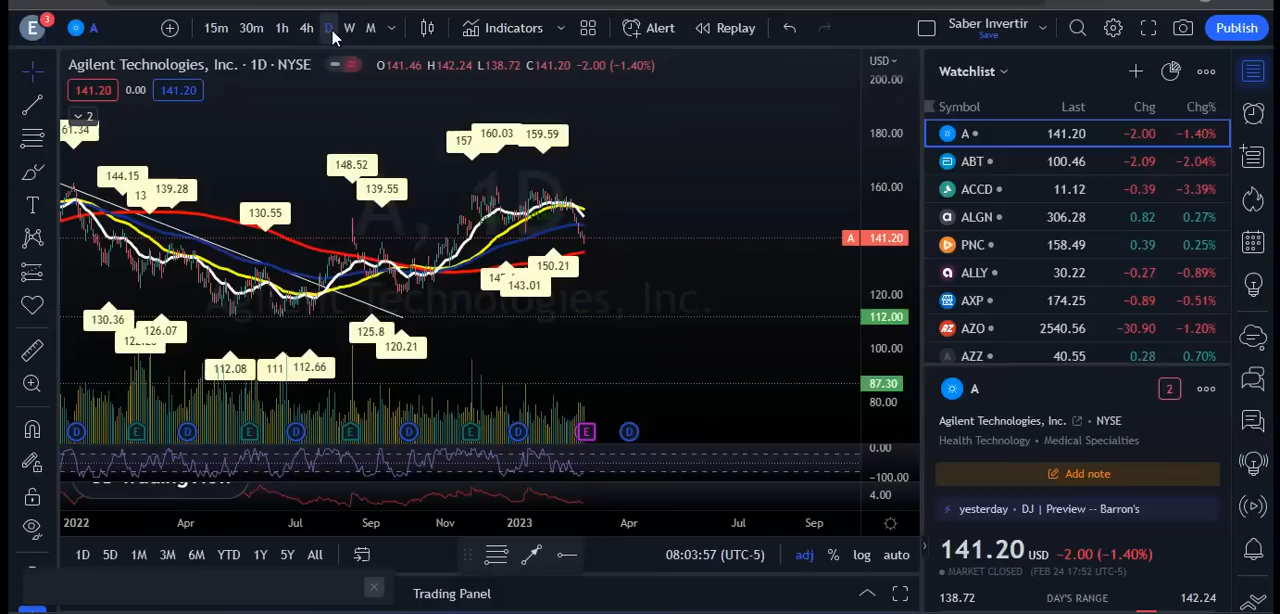 E 3 A 15m 30m 1h 4h D W M Indicators Alert Replay Saber Invertir Save Publish
Agilent Technologies, Inc. · 1D · NYSE O141.46 H142.24 L138.72 C141.20 -2.00 (-1.40%)
141.20 0.00 141.20
2
61.34
144.15
139.28
130.55
148.52
139.55
157
160.03
159.59
130.36
126.07
112.08
111
112.66
125.8
120.21
143.01
150.21
A, 1D
Agilent Technologies, Inc.
USD
200.00
180.00
160.00
A 141.20
120.00
112.00
100.00
87.30
80.00
0.00
-100.00
4.00
D E D E D E D E D E D
2022 Apr Jul Sep Nov 2023 Apr Jul Sep
1D 5D 1M 3M 6M YTD 1Y 5Y All 08:03:57 (UTC-5) adj % log auto
Trading Panel
Watchlist
Symbol Last Chg Chg%
A 141.20 -2.00 -1.40%
ABT 100.46 -2.09 -2.04%
ACCD 11.12 -0.39 -3.39%
ALGN 306.28 0.82 0.27%
PNC 158.49 0.39 0.25%
ALLY 30.22 -0.27 -0.89%
AXP 174.25 -0.89 -0.51%
AZO 2540.56 -30.90 -1.20%
AZZ 40.55 0.28 0.70%
A 2
Agilent Technologies, Inc. • NYSE
Health Technology • Medical Specialties
Add note
yesterday • DJ | Preview -- Barron's
141.20 USD -2.00 (-1.40%)
MARKET CLOSED (FEB 24 17:52 UTC-5)
138.72 DAY'S RANGE 142.24